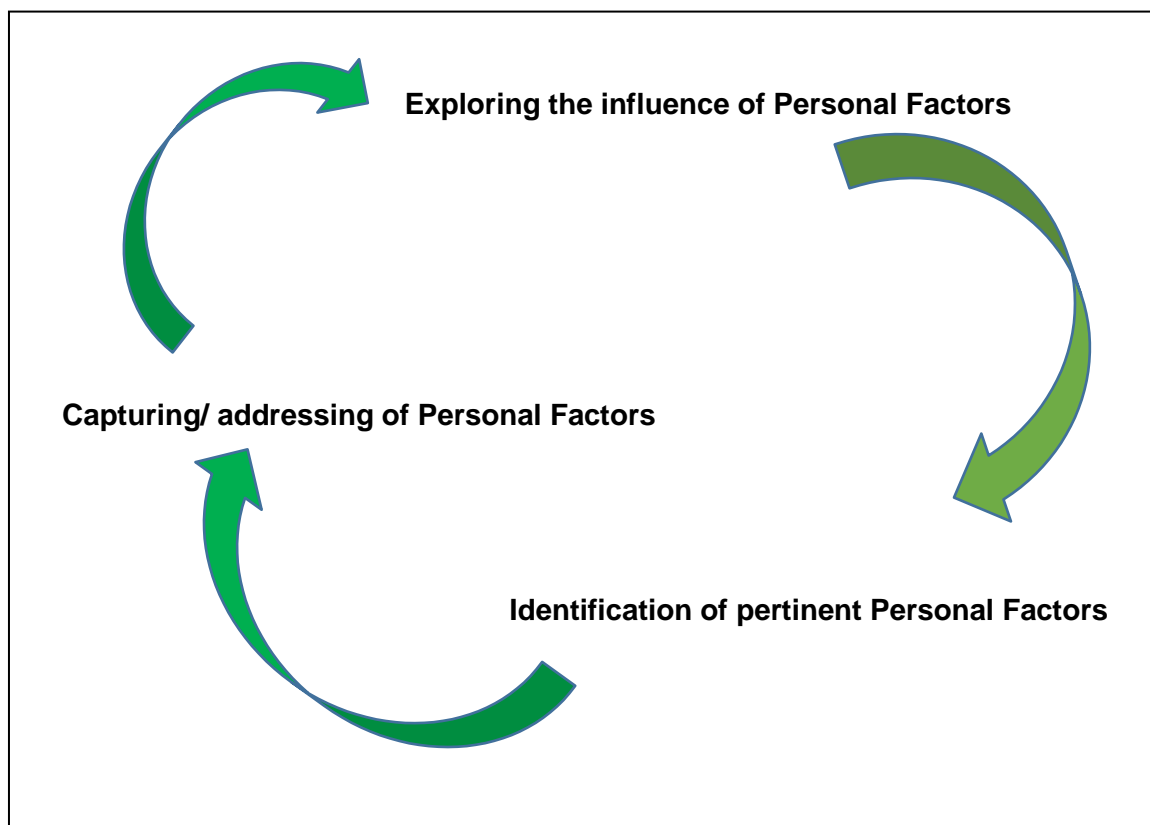 Exploring the influence of Personal Factors
Capturing/ addressing of Personal Factors
Identification of pertinent Personal Factors